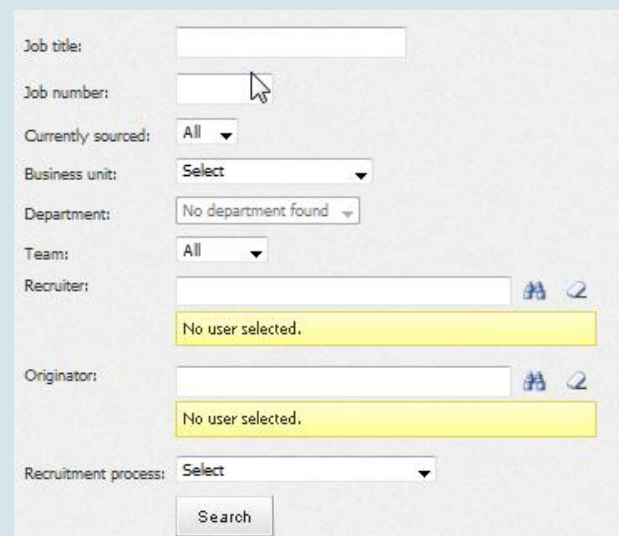 Job title:
Job number:
Currently sourced: All
Business unit: Select
Department: No department found
Team: All
Recruiter:
No user selected.
Originator:
No user selected.
Recruitment process: Select
Search